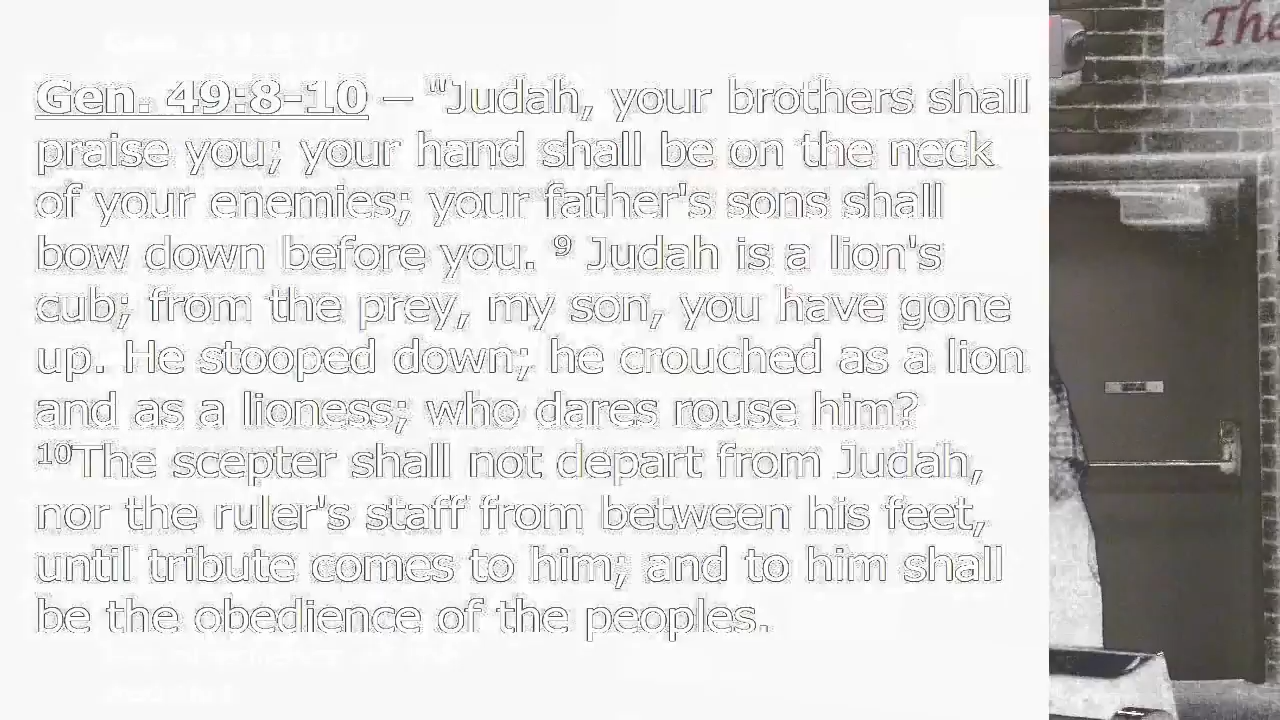 Gen. 49:8-10 – "Judah, your brothers shall
praise you; your hand shall be on the neck
of your enemies; your father's sons shall
bow down before you. ⁹ Judah is a lion's
cub; from the prey, my son, you have gone
up. He stooped down; he crouched as a lion
and as a lioness; who dares rouse him?
¹⁰The scepter shall not depart from Judah,
nor the ruler's staff from between his feet,
until tribute comes to him; and to him shall
be the obedience of the peoples.
The